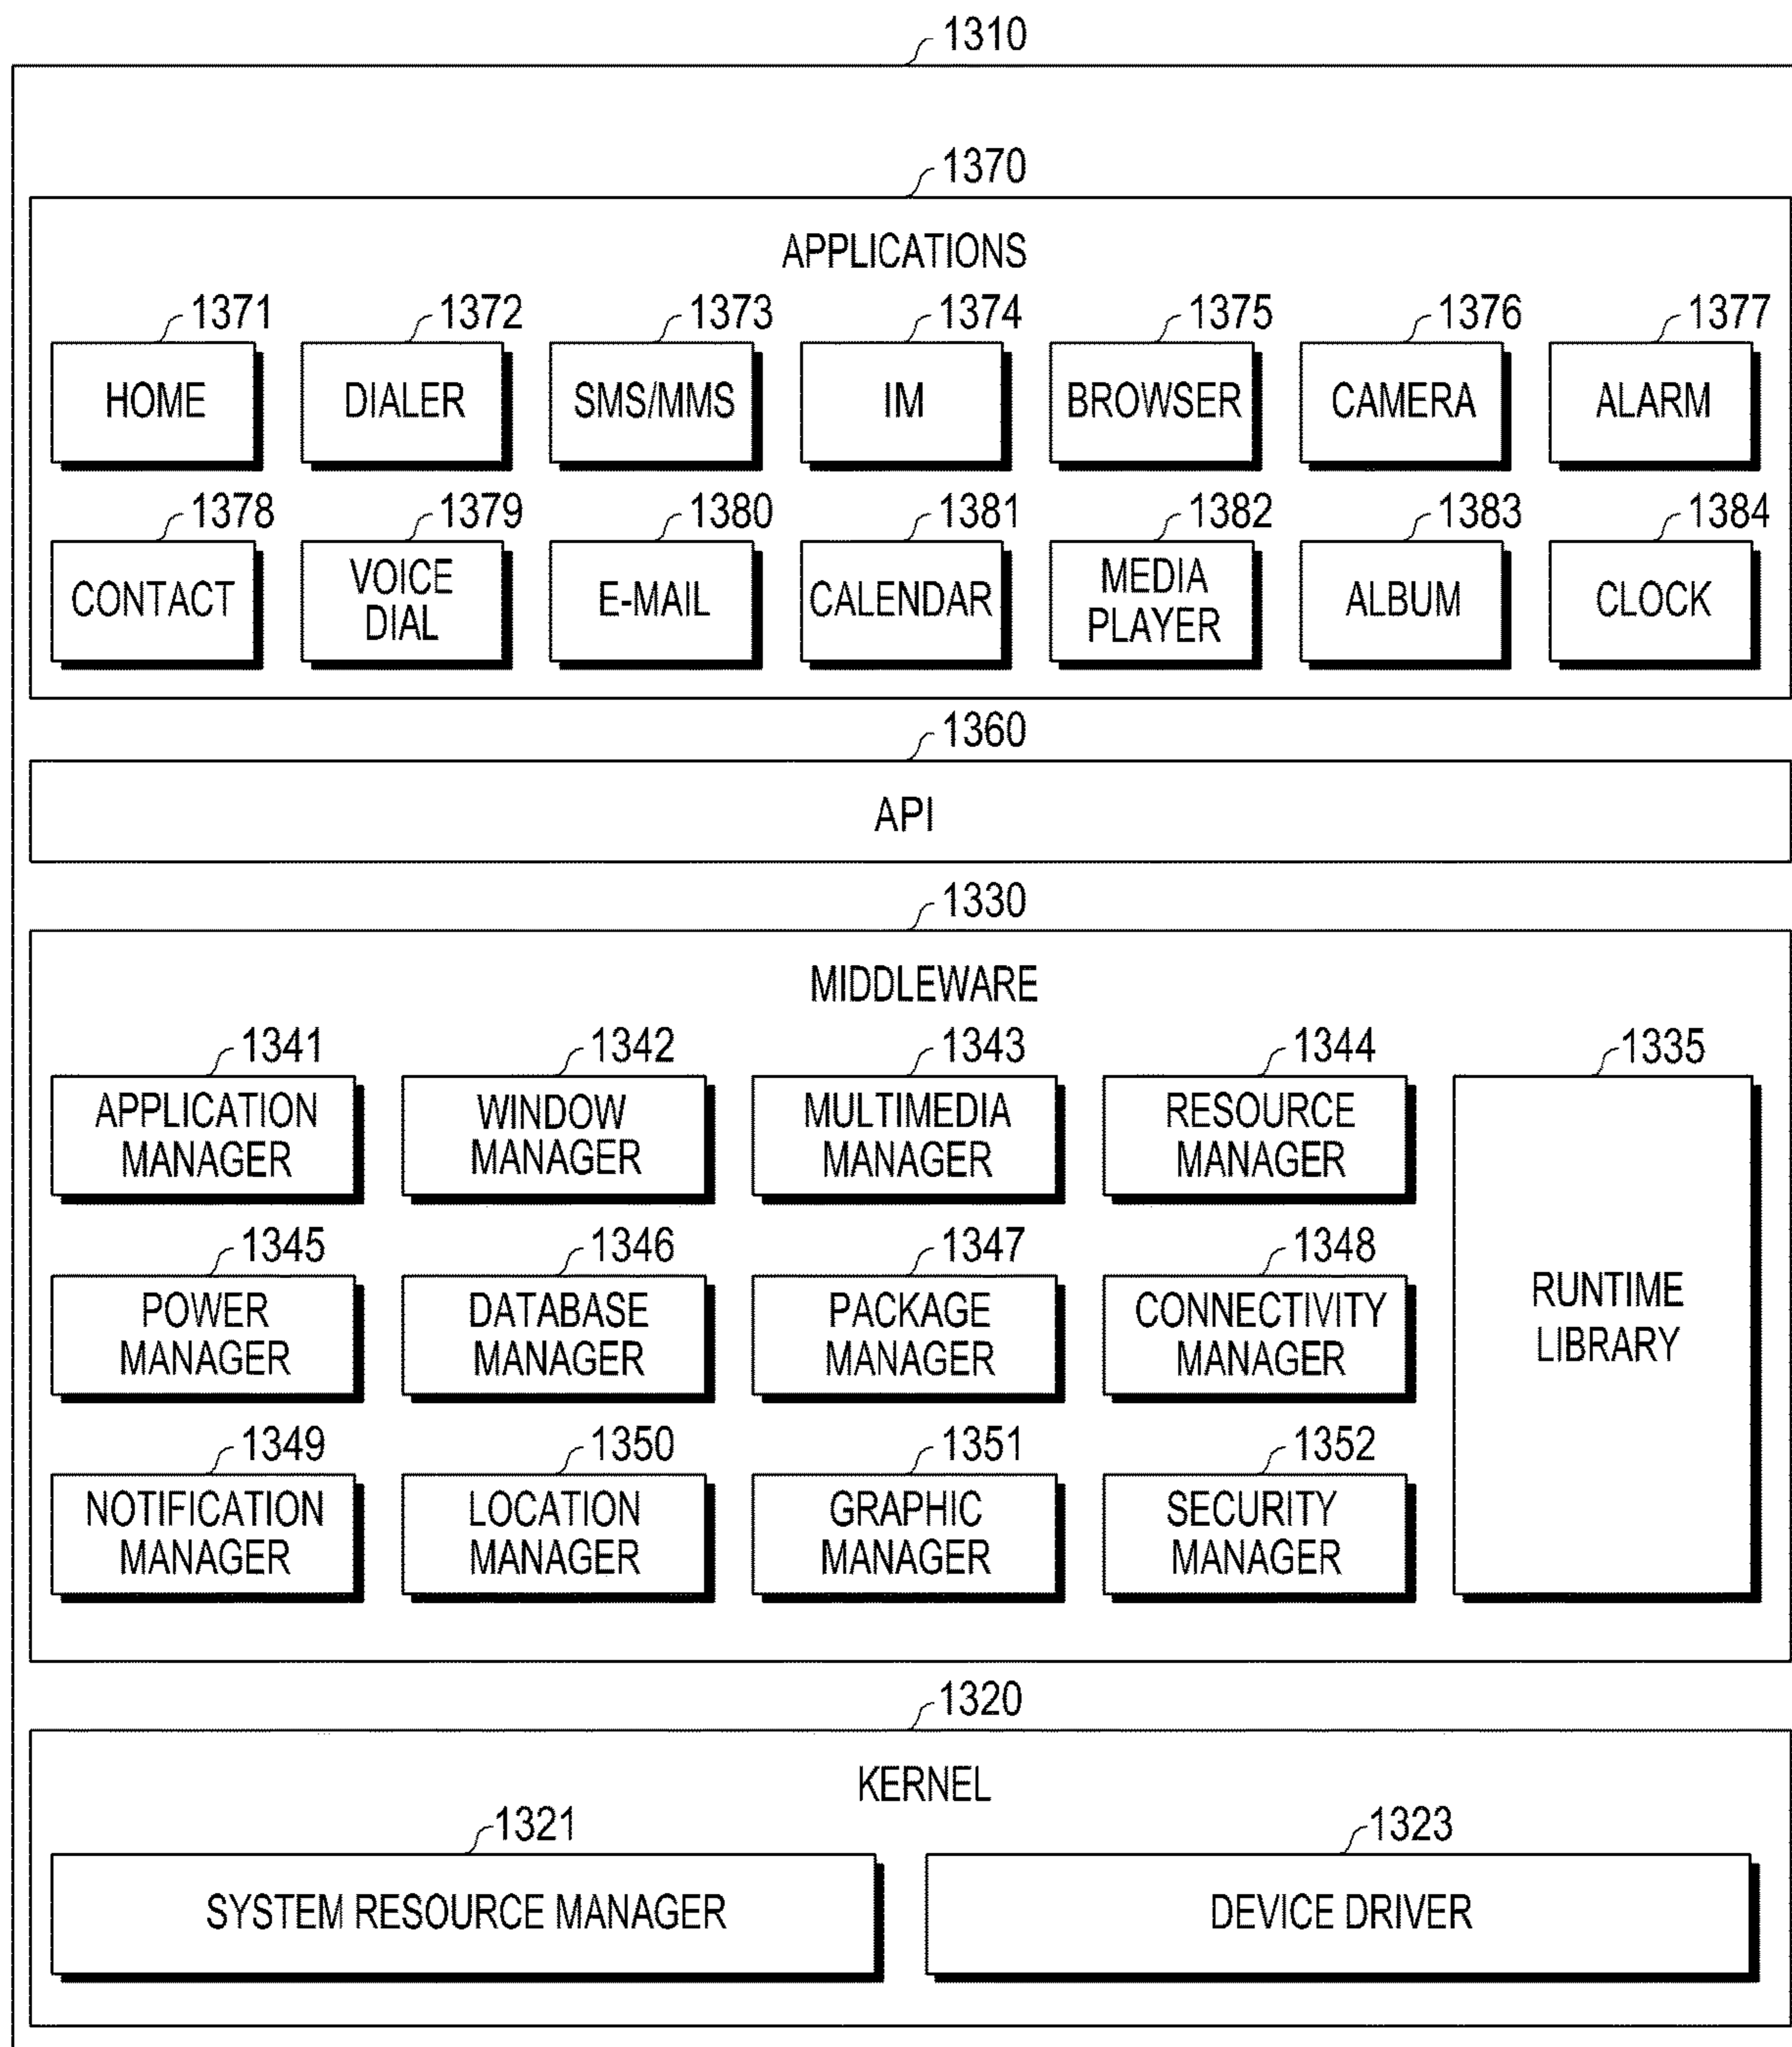 1310
1370
APPLICATIONS
1371 1372 1373 1374 1375 1376 1377
HOME DIALER SMS/MMS IM BROWSER CAMERA ALARM
1378 1379 1380 1381 1382 1383 1384
CONTACT VOICE DIAL E-MAIL CALENDAR MEDIA PLAYER ALBUM CLOCK
1360
API
1330
MIDDLEWARE
1341 1342 1343 1344 1335
APPLICATION MANAGER WINDOW MANAGER MULTIMEDIA MANAGER RESOURCE MANAGER
1345 1346 1347 1348
POWER MANAGER DATABASE MANAGER PACKAGE MANAGER CONNECTIVITY MANAGER RUNTIME LIBRARY
1349 1350 1351 1352
NOTIFICATION MANAGER LOCATION MANAGER GRAPHIC MANAGER SECURITY MANAGER
1320
KERNEL
1321 1323
SYSTEM RESOURCE MANAGER DEVICE DRIVER